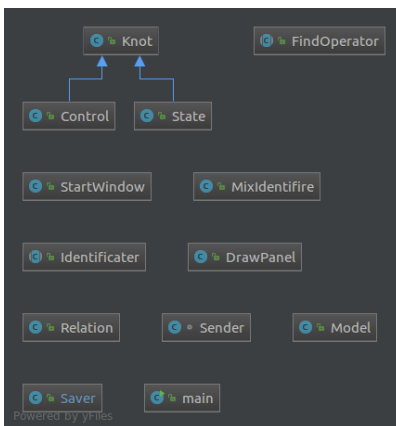 Knot FindOperator
Control State
StartWindow MixIdentifire
Identificater DrawPanel
Relation Sender Model
Saver main
Powered by yFiles